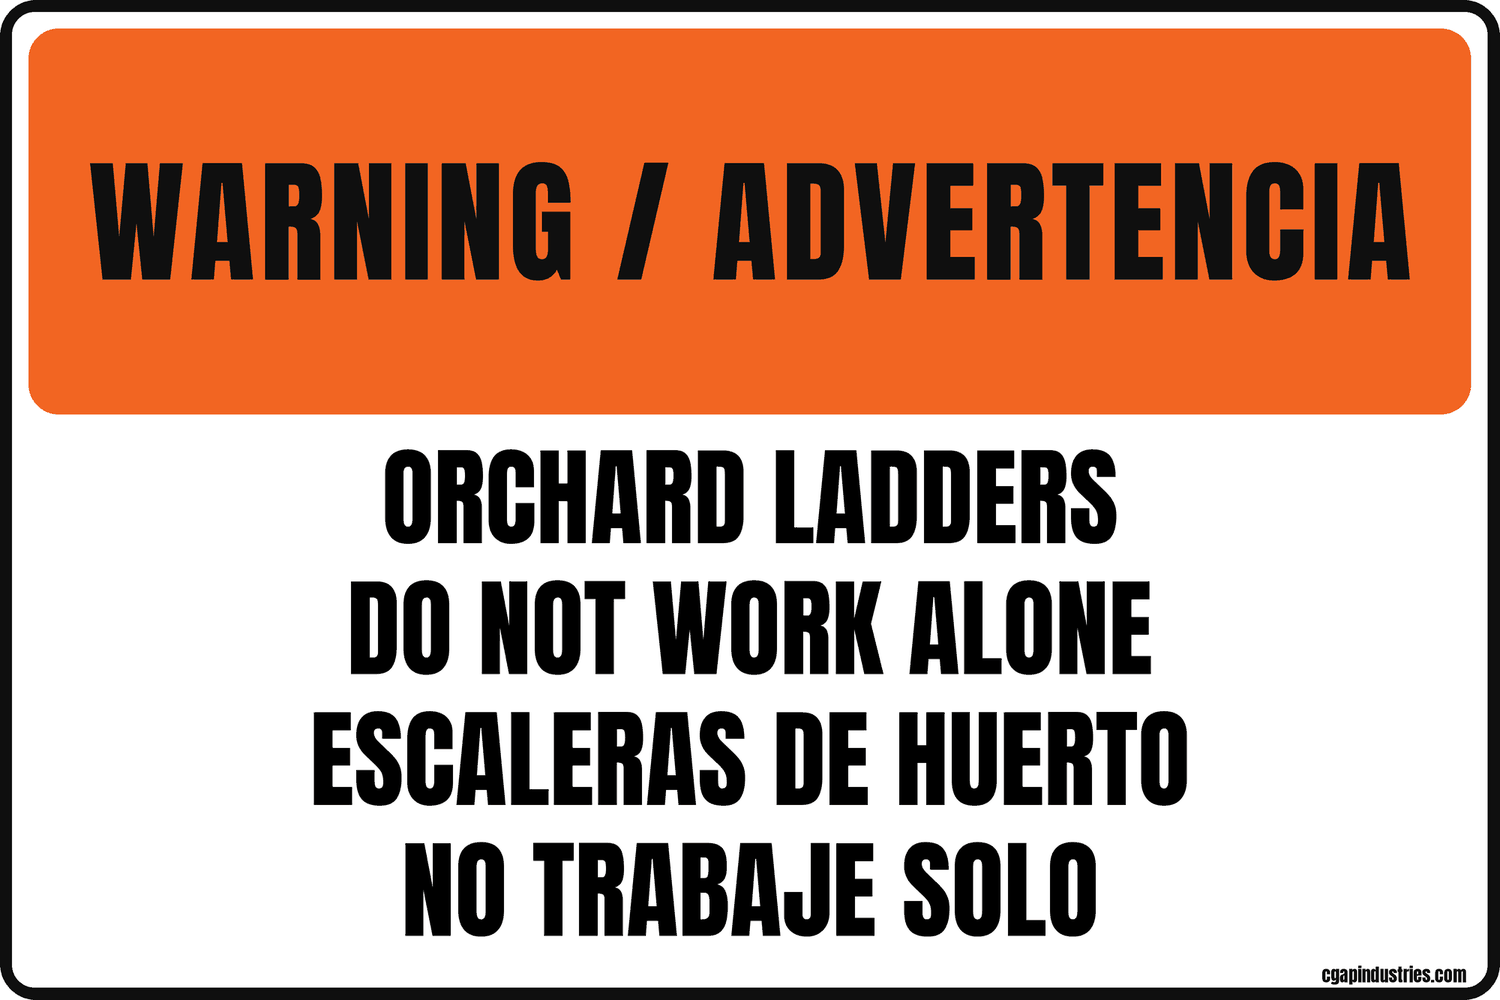 WARNING / ADVERTENCIA
ORCHARD LADDERS
DO NOT WORK ALONE
ESCALERAS DE HUERTO
NO TRABAJE SOLO
cgapindustries.com